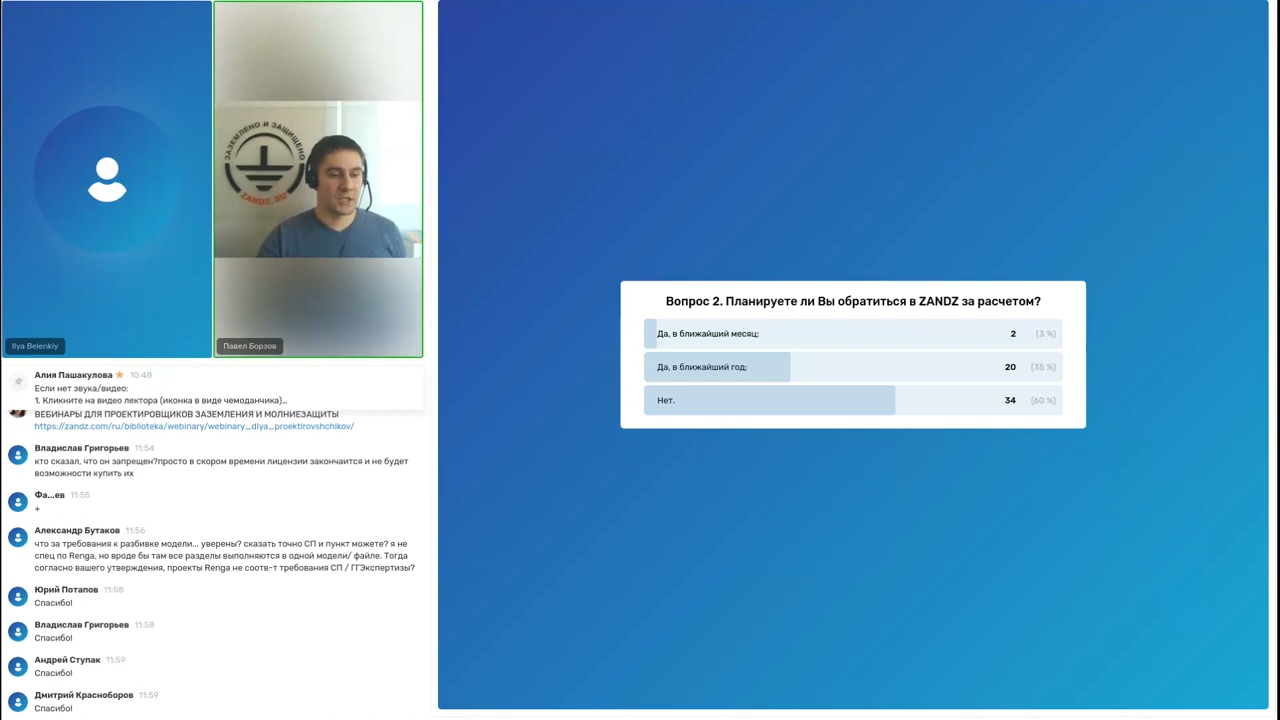 ЗАЗЕМЛЕНО И ЗАЩИЩЕНО
ZANDZ.RU
Ilya Belenkiy
Павел Борзов
Алия Пашакулова 10:48
Если нет звука/видео:
1. Кликните на видео лектора (иконка в виде чемоданчика)...
ВЕБИНАРЫ ДЛЯ ПРОЕКТИРОВЩИКОВ ЗАЗЕМЛЕНИЯ И МОЛНИЕЗАЩИТЫ
https://zandz.com/ru/biblioteka/webinary/webinary_dlya_proektirovshchikov/
Владислав Григорьев 11:54
кто сказал, что он запрещен?просто в скором времени лицензии закончаится и не будет
возможности купить их
Фа...ев 11:55
+
Александр Бутаков 11:56
что за требования к разбивке модели... уверены? сказать точно СП и пункт можете? я не
спец по Renga, но вроде бы там все разделы выполняются в одной модели/ файле. Тогда
согласно вашего утверждения, проекты Renga не соотв-т требования СП / ГГЭкспертизы?
Юрий Потапов 11:58
Спасибо!
Владислав Григорьев 11:58
Спасибо!
Андрей Ступак 11:59
Спасибо!
Дмитрий Красноборов 11:59
Спасибо!
Вопрос 2. Планируете ли Вы обратиться в ZANDZ за расчетом?
Да, в ближайший месяц; 2 (3 %)
Да, в ближайший год; 20 (35 %)
Нет. 34 (60 %)